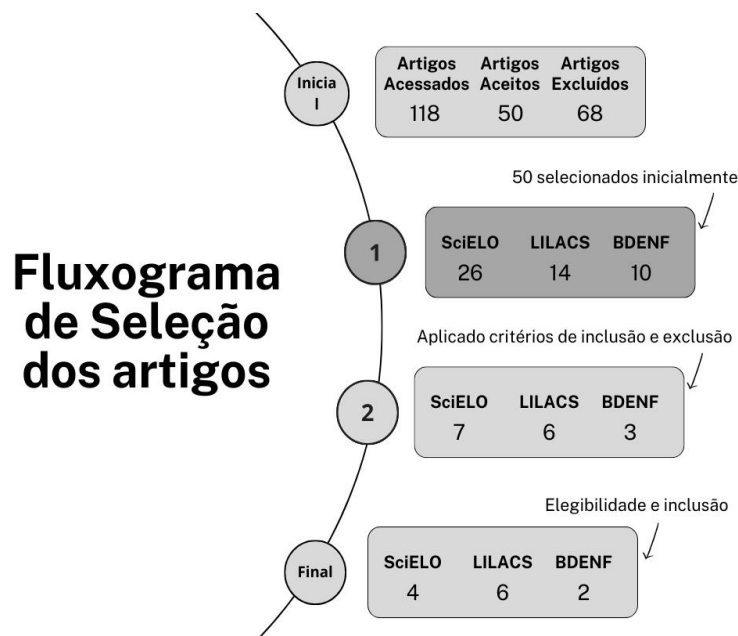 Fluxograma
de Seleção
dos artigos
Inicia
l
Artigos Artigos Artigos
Acessados Aceitos Excluídos
118 50 68
50 selecionados inicialmente
1
SciELO LILACS BDENF
26 14 10
Aplicado critérios de inclusão e exclusão
2
SciELO LILACS BDENF
7 6 3
Elegibilidade e inclusão
Final
SciELO LILACS BDENF
4 6 2